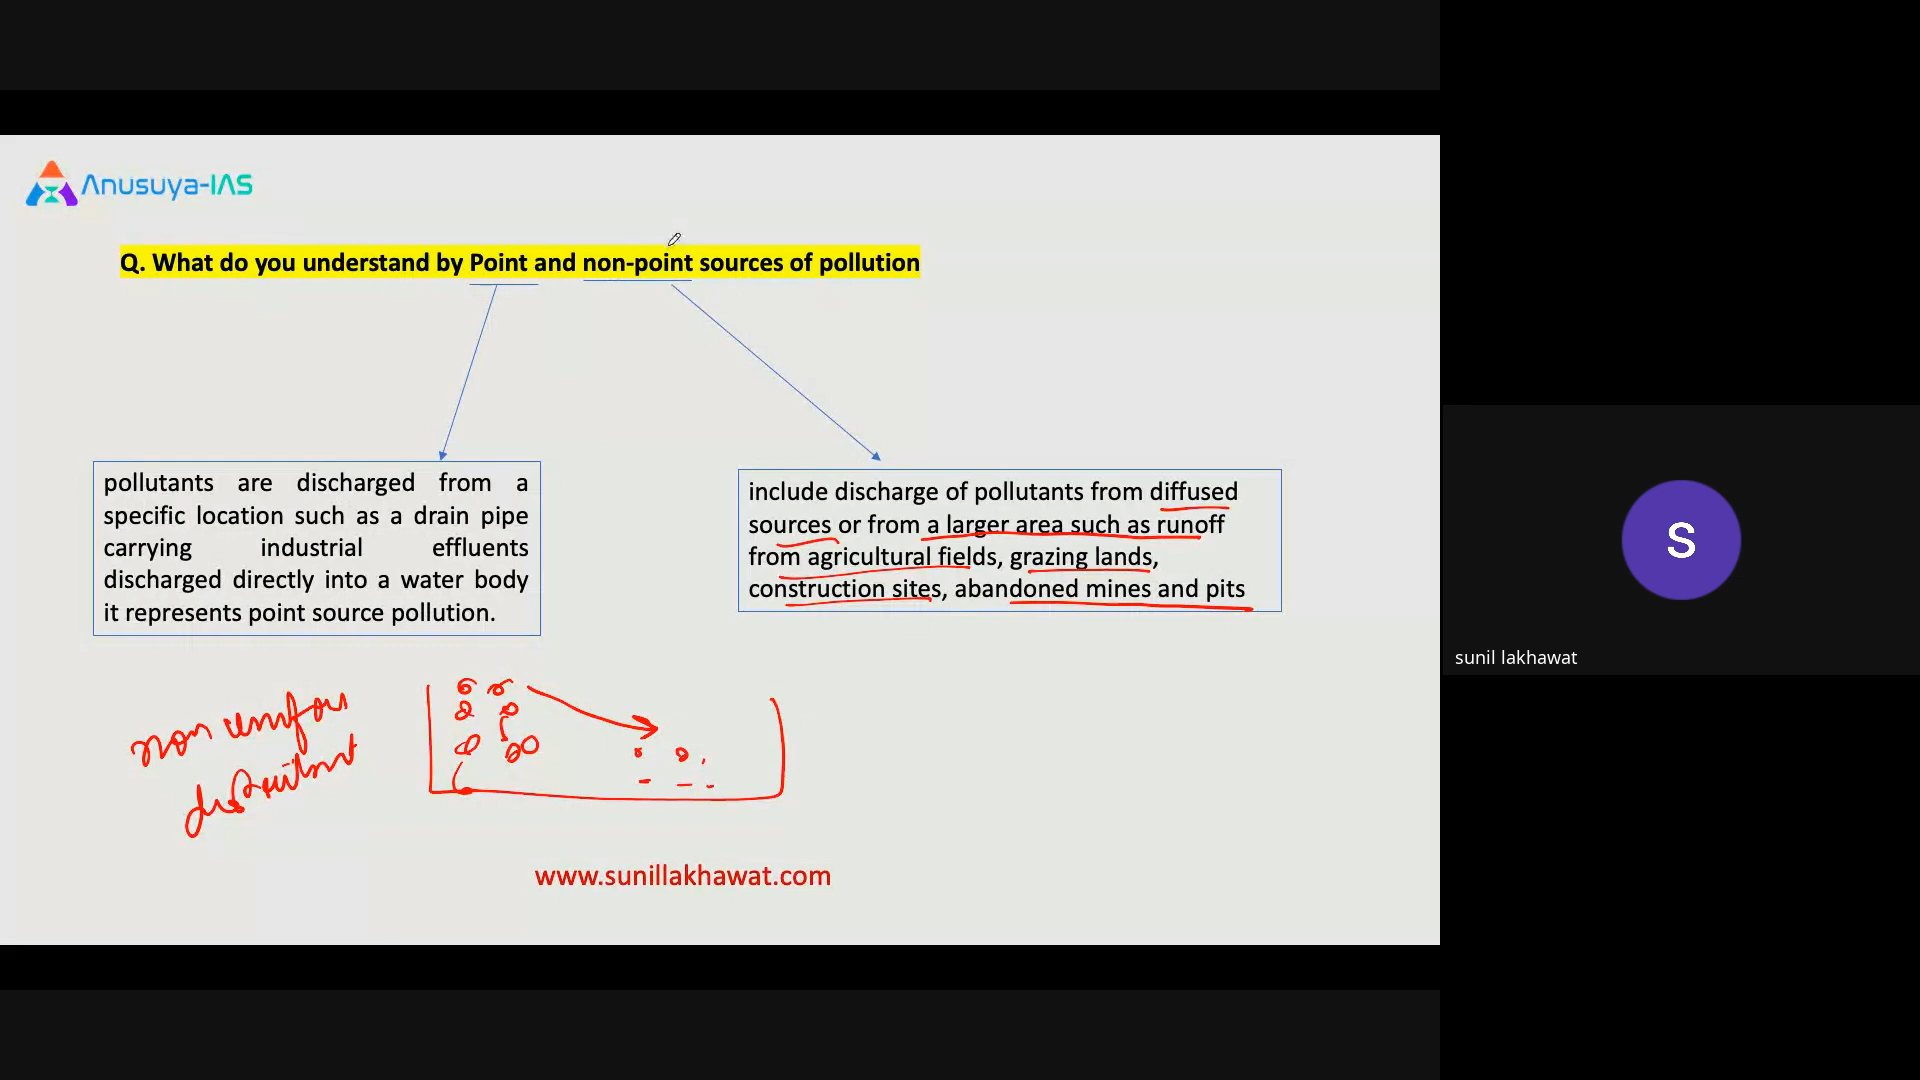 Anusuya-IAS
Q. What do you understand by Point and non-point sources of pollution
pollutants are discharged from a
specific location such as a drain pipe
carrying industrial effluents
discharged directly into a water body
it represents point source pollution.
include discharge of pollutants from diffused
sources or from a larger area such as runoff
from agricultural fields, grazing lands,
construction sites, abandoned mines and pits
non
www.sunillakhawat.com
S
sunil lakhawat